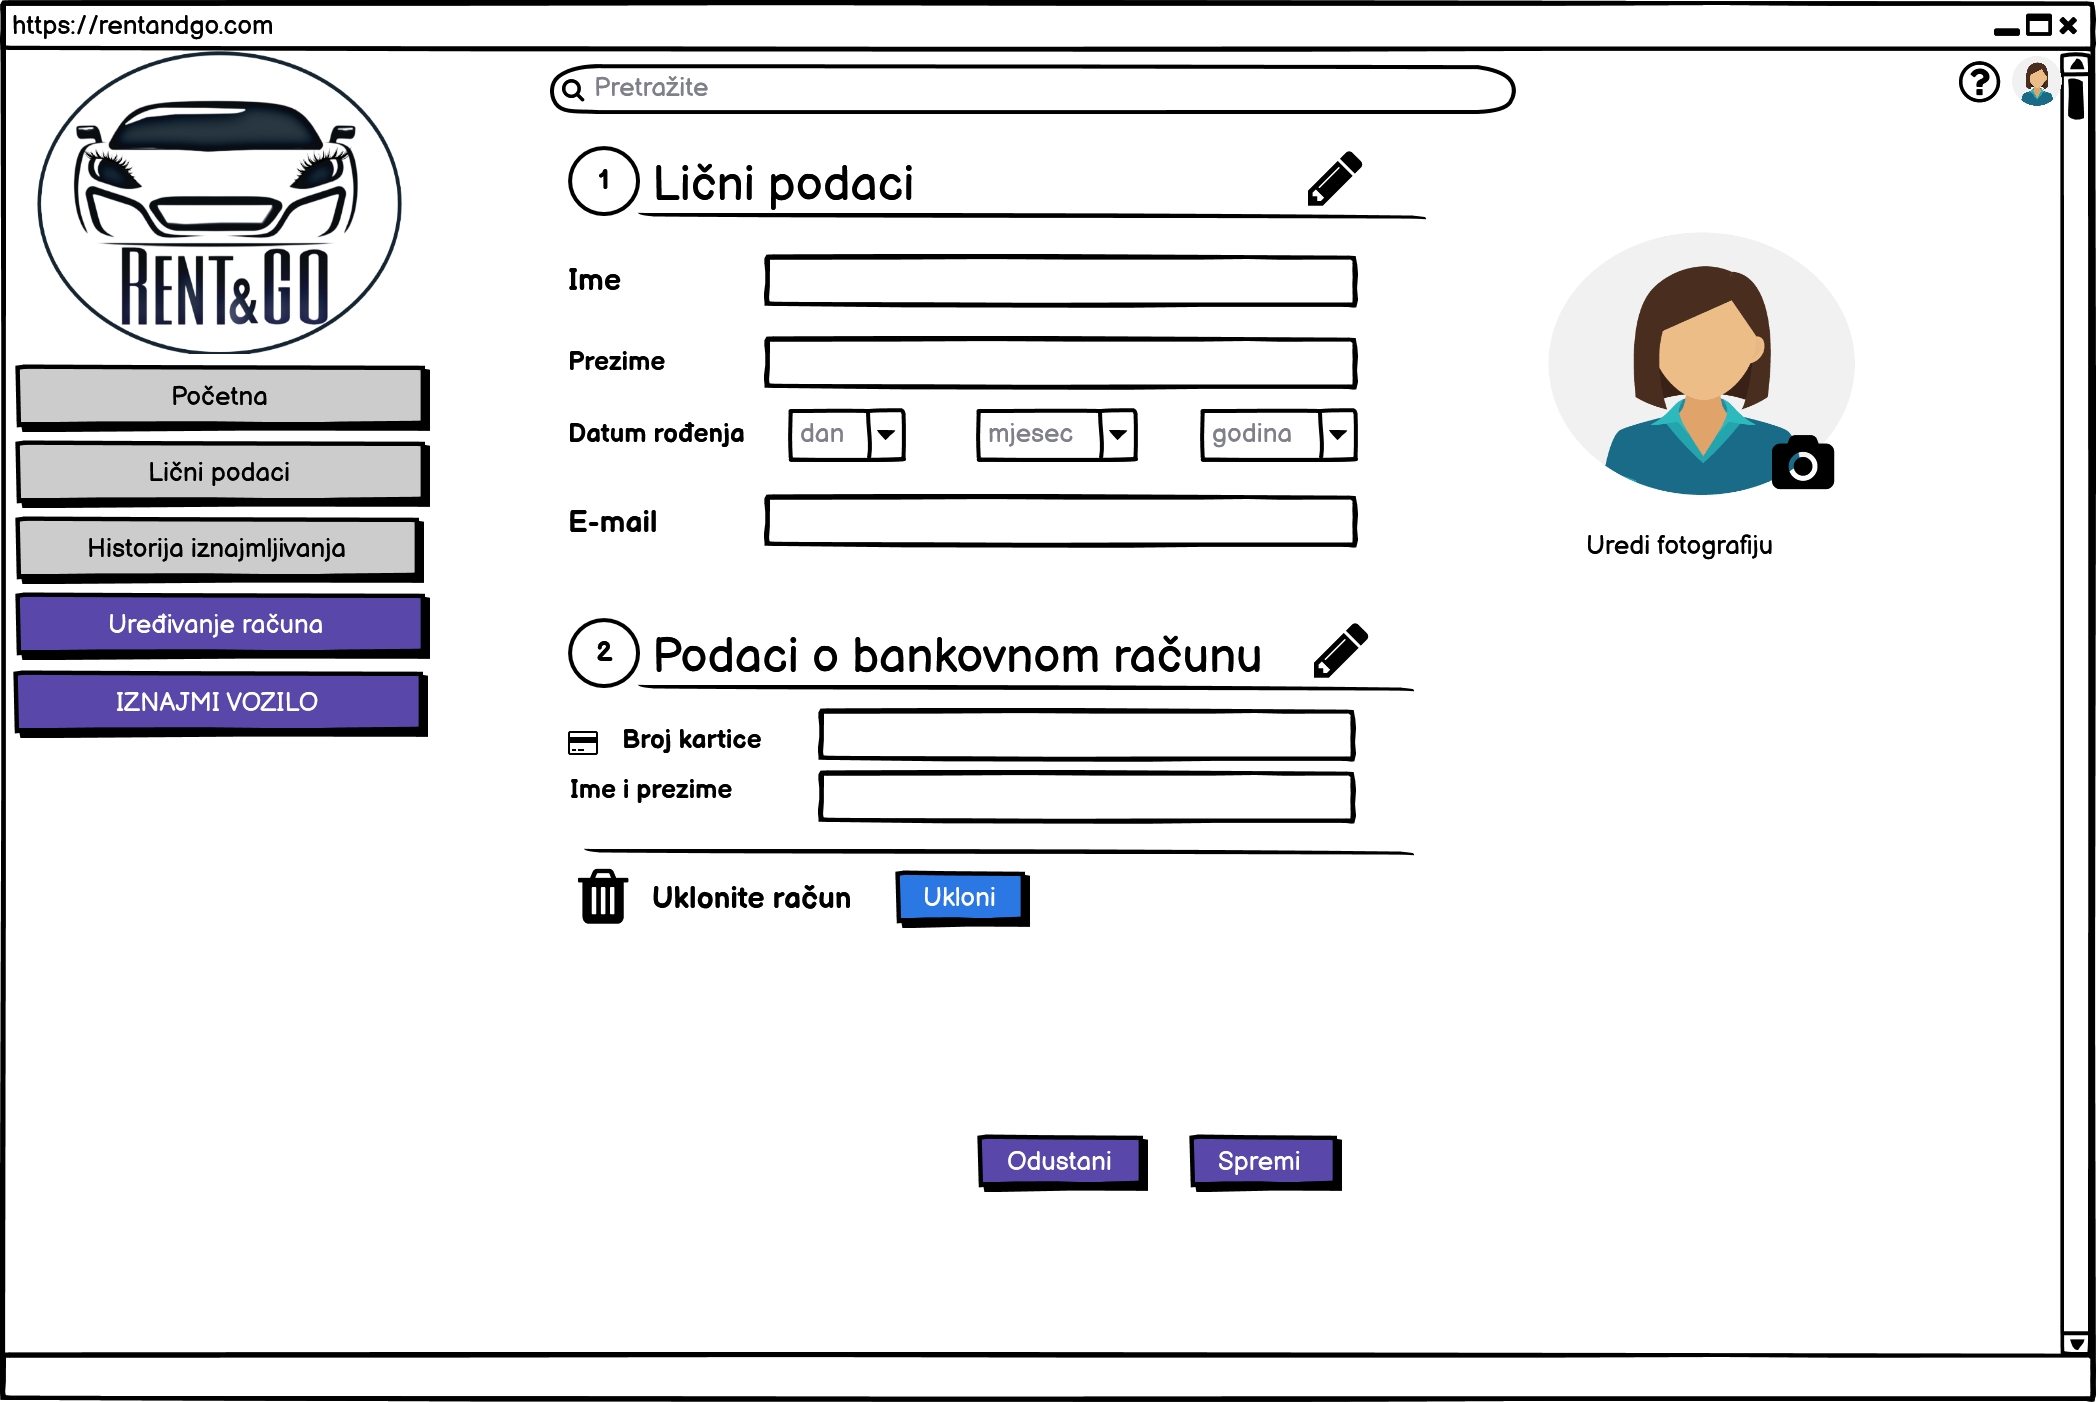 https://rentandgo.com
Pretražite
RENT&GO
Početna
Lični podaci
Historija iznajmljivanja
Uređivanje računa
IZNAJMI VOZILO
1 Lični podaci
Ime
Prezime
Datum rođenja dan mjesec godina
E-mail
Uredi fotografiju
2 Podaci o bankovnom računu
Broj kartice
Ime i prezime
Uklonite račun Ukloni
Odustani Spremi